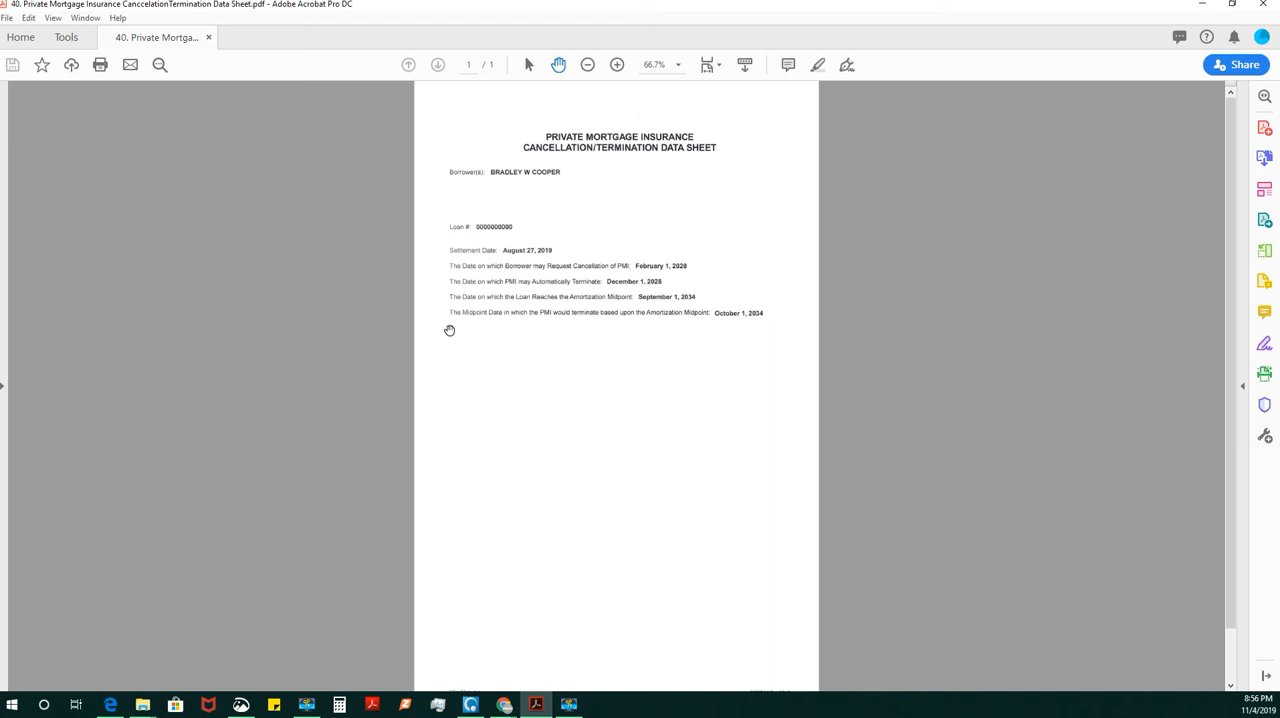 40. Private Mortgage Insurance CanccelationTermination Data Sheet.pdf - Adobe Acrobat Pro DC
File Edit View Window Help
Home Tools 40. Private Mortga... ×
1 / 1 66.7% Share
PRIVATE MORTGAGE INSURANCE
CANCELLATION/TERMINATION DATA SHEET
Borrower(s): BRADLEY W COOPER
Loan #: 0000000000
Settlement Date: August 27, 2019
The Date on which Borrower may Request Cancellation of PMI: February 1, 2028
The Date on which PMI may Automatically Terminate: December 1, 2028
The Date on which the Loan Reaches the Amortization Midpoint: September 1, 2034
The Midpoint Date in which the PMI would terminate based upon the Amortization Midpoint: October 1, 2034
8:56 PM
11/4/2019